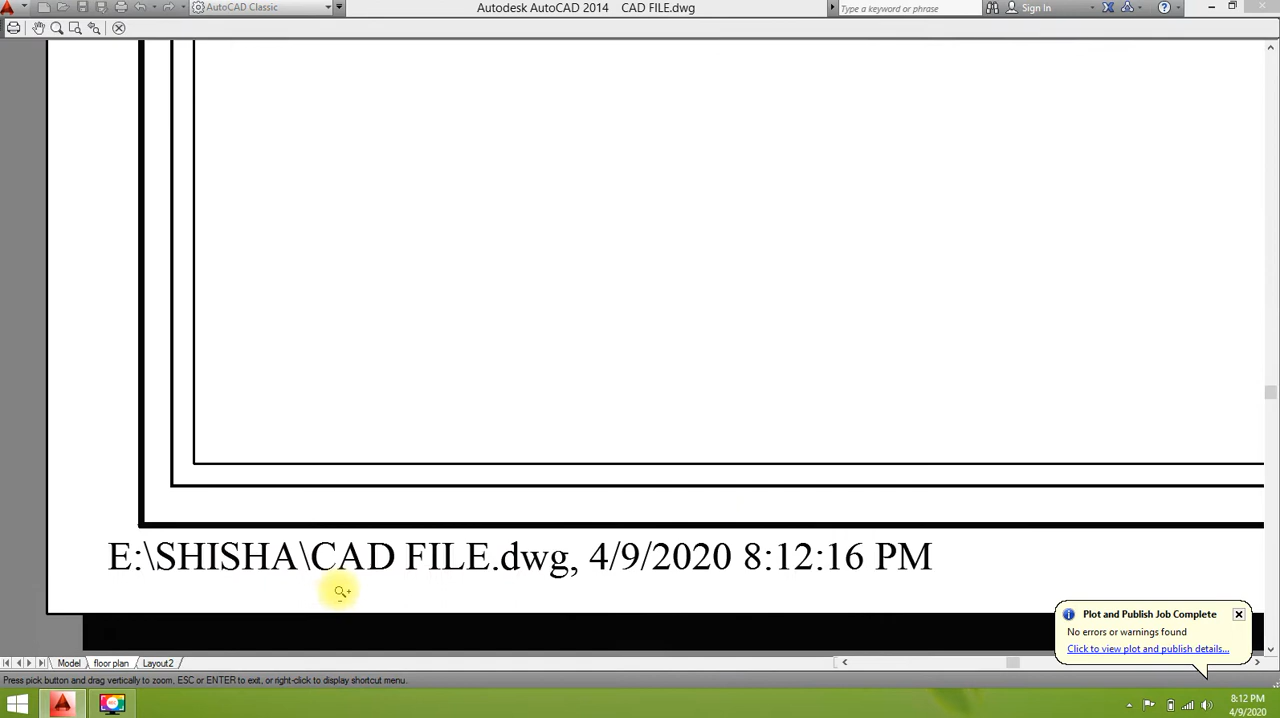 AutoCAD Classic
Autodesk AutoCAD 2014 CAD FILE.dwg
Type a keyword or phrase
Sign In
E:\SHISHA\CAD FILE.dwg, 4/9/2020 8:12:16 PM
Plot and Publish Job Complete
No errors or warnings found
Click to view plot and publish details...
Model
floor plan
Layout2
Press pick button and drag vertically to zoom, ESC or ENTER to exit, or right-click to display shortcut menu.
8:12 PM
4/9/2020